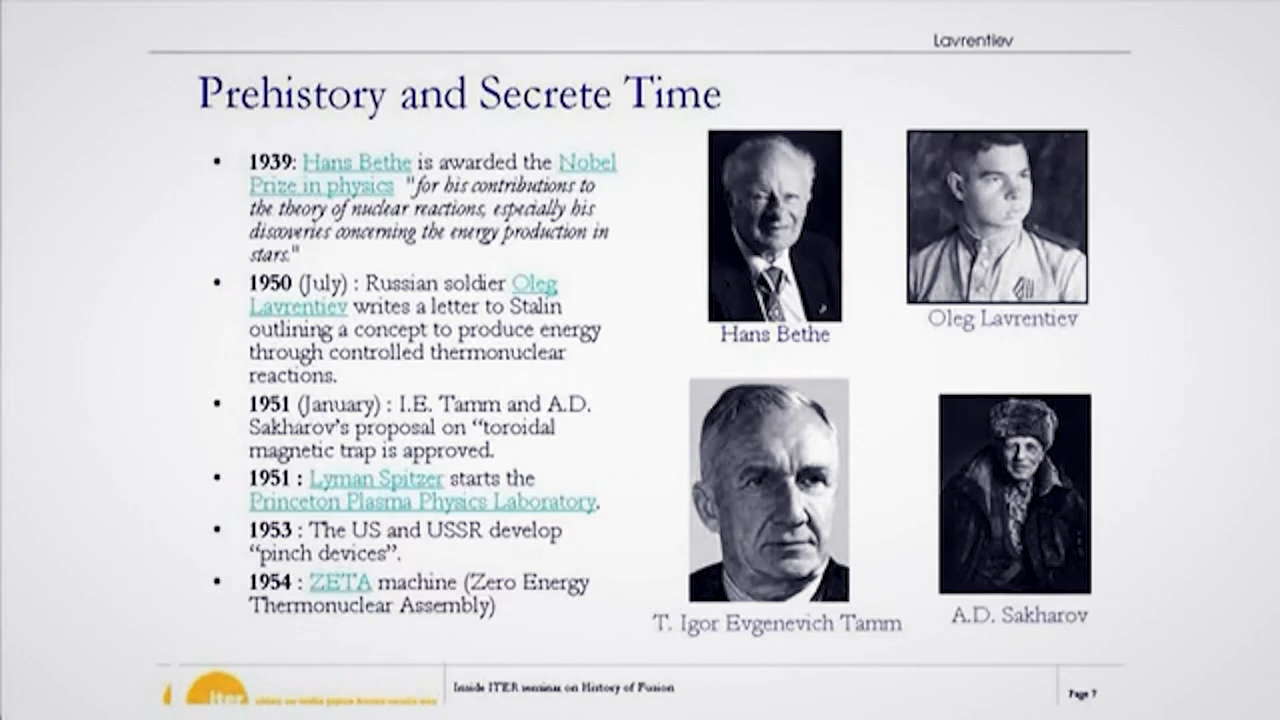 Lavrentiev
Prehistory and Secrete Time
• 1939: Hans Bethe is awarded the Nobel
Prize in physics "for his contributions to
the theory of nuclear reactions, especially his
discoveries concerning the energy production in
stars."
• 1950 (July) : Russian soldier Oleg
Lavrentiev writes a letter to Stalin
outlining a concept to produce energy
through controlled thermonuclear
reactions.
• 1951 (January) : I.E. Tamm and A.D.
Sakharov's proposal on “toroidal
magnetic trap is approved.
• 1951 : Lyman Spitzer starts the
Princeton Plasma Physics Laboratory.
• 1953 : The US and USSR develop
“pinch devices”.
• 1954 : ZETA machine (Zero Energy
Thermonuclear Assembly)
Hans Bethe
Oleg Lavrentiev
T. Igor Evgenevich Tamm
A.D. Sakharov
iter
Inside ITER seminar on History of Fusion
Page 7